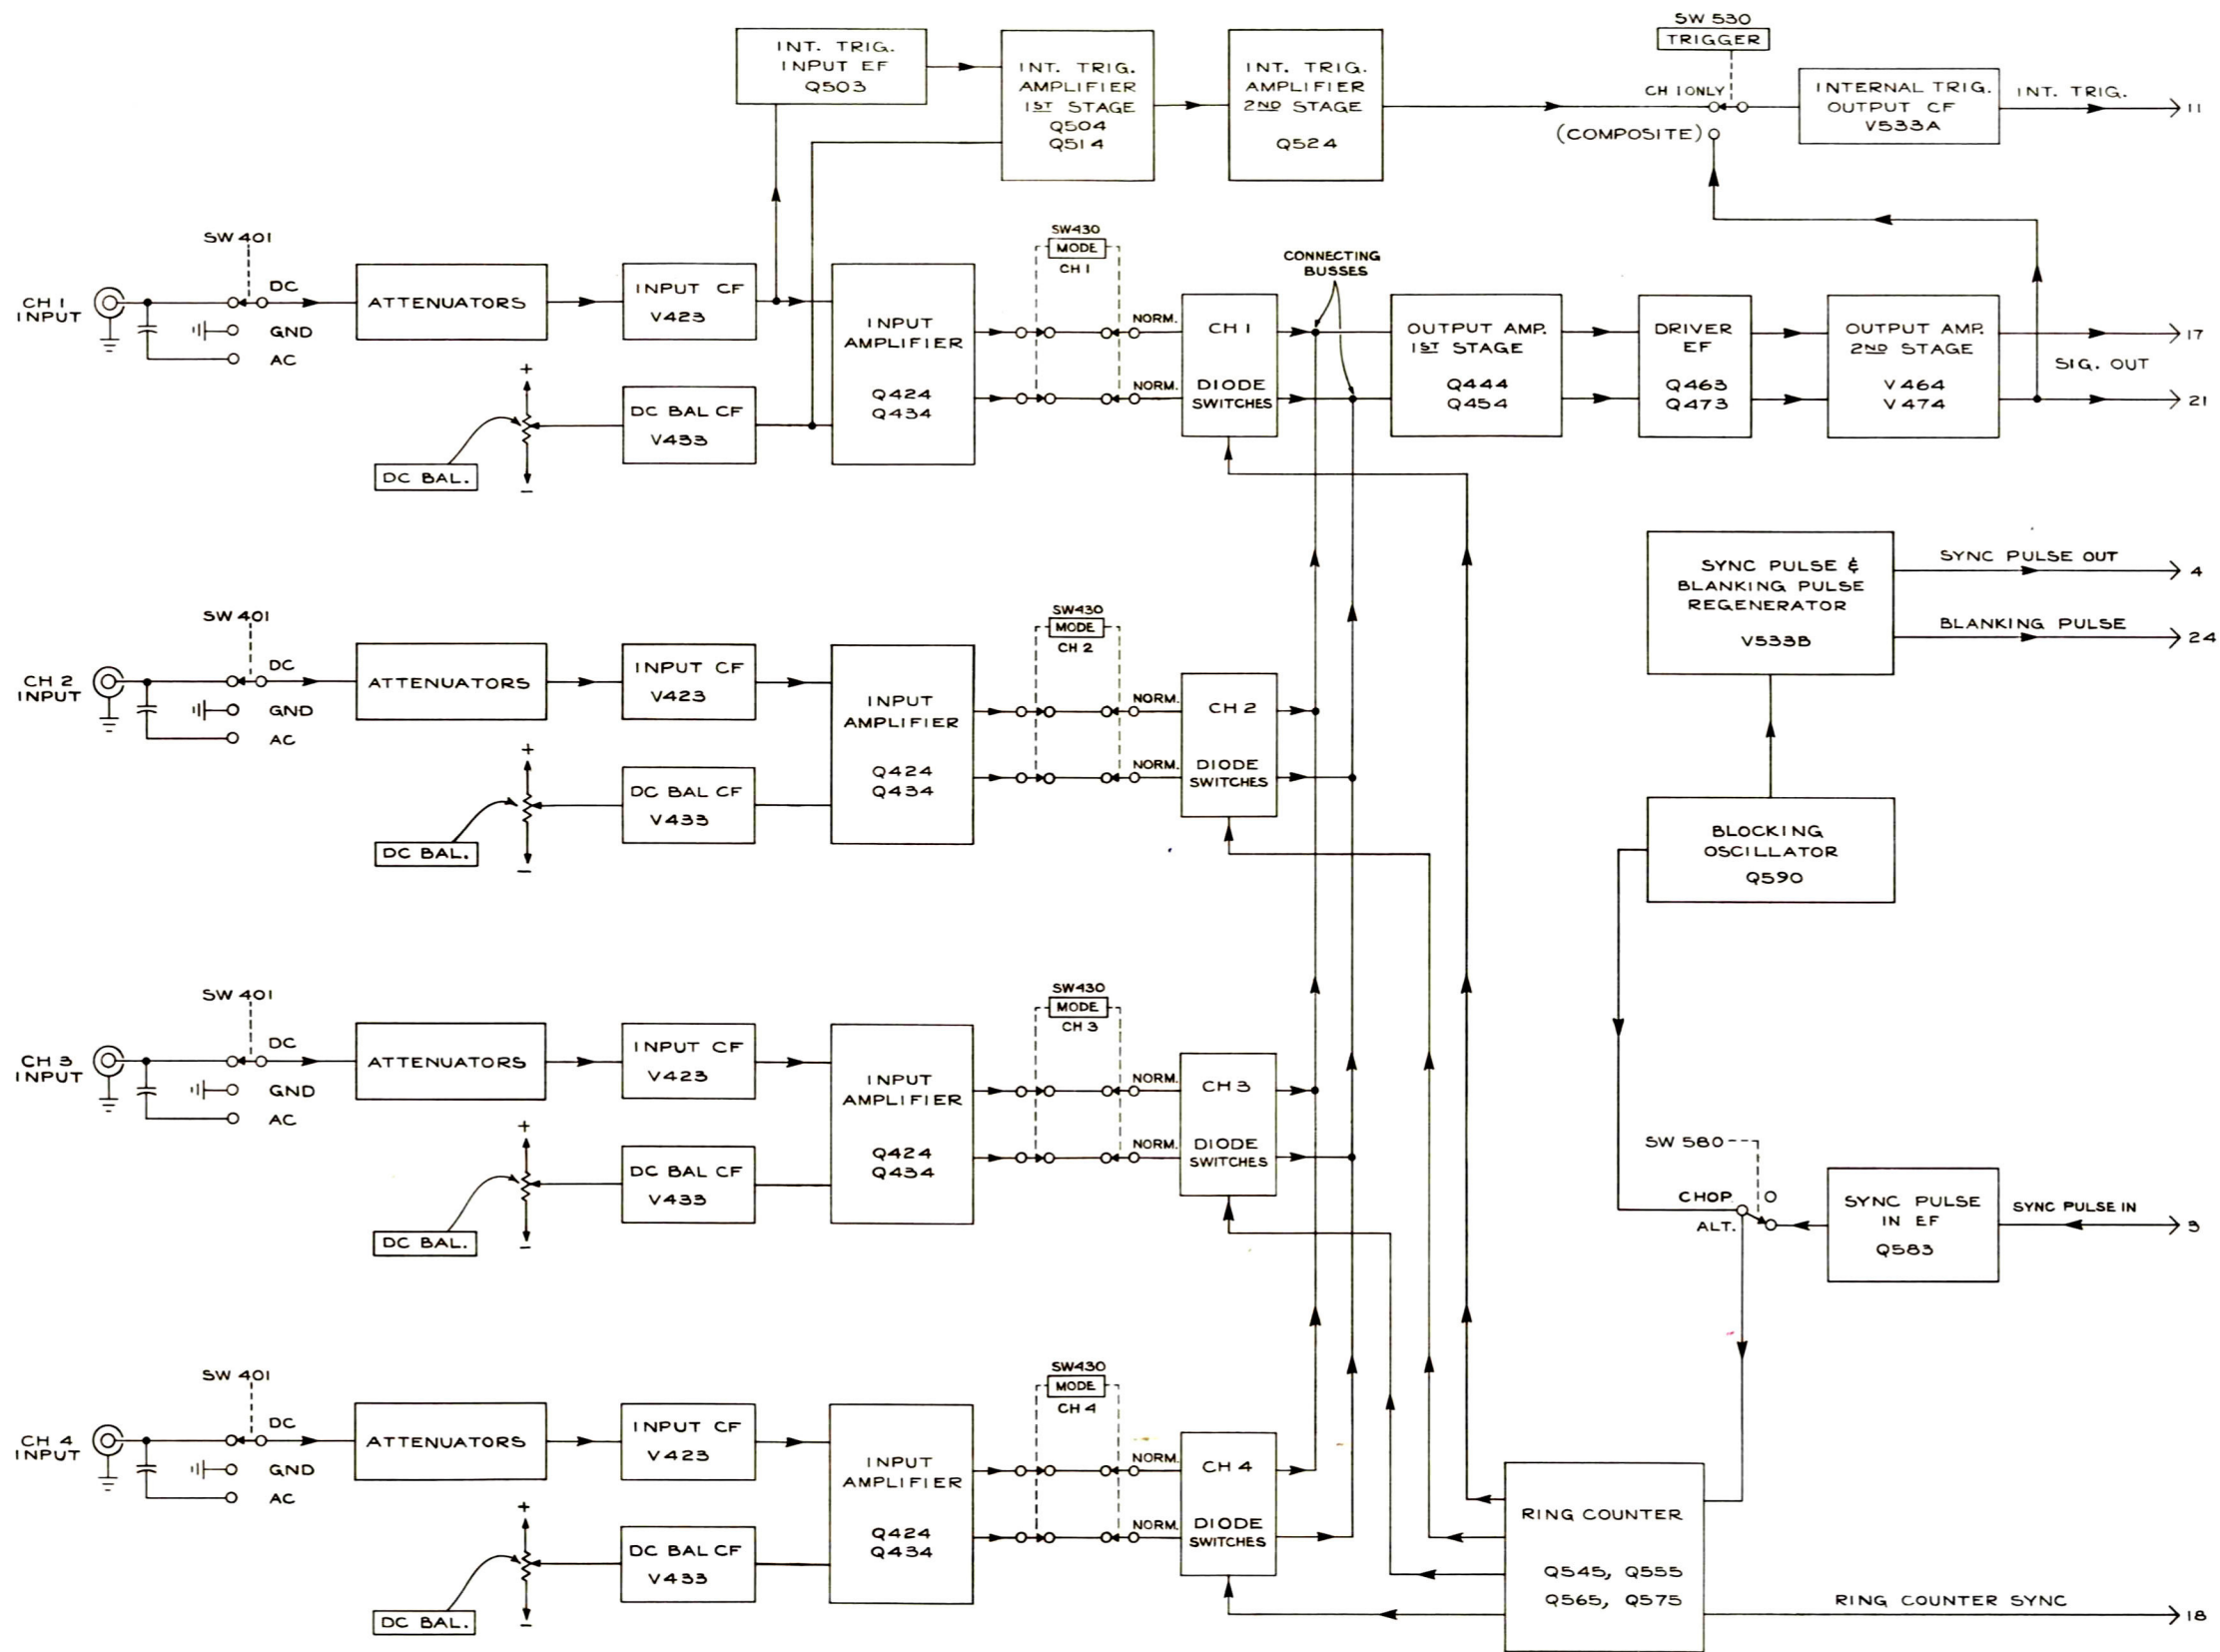 INT. TRIG.
INPUT EF
Q503
INT. TRIG.
AMPLIFIER
1ST STAGE
Q504
Q514
INT. TRIG.
AMPLIFIER
2ND STAGE
Q524
SW 530
TRIGGER
CH 1 ONLY
(COMPOSITE)
INTERNAL TRIG.
OUTPUT CF
V533A
INT. TRIG.
11
SW 401
CH 1
INPUT
DC
GND
AC
ATTENUATORS
INPUT CF
V423
+
DC BAL.
−
DC BAL CF
V433
INPUT
AMPLIFIER
Q424
Q434
SW430
MODE
CH 1
NORM.
NORM.
CH 1
DIODE
SWITCHES
CONNECTING
BUSSES
OUTPUT AMP.
1ST STAGE
Q444
Q454
DRIVER
EF
Q463
Q473
OUTPUT AMP.
2ND STAGE
V464
V474
17
SIG. OUT
21
SW 401
CH 2
INPUT
DC
GND
AC
ATTENUATORS
INPUT CF
V423
+
DC BAL.
−
DC BAL CF
V433
INPUT
AMPLIFIER
Q424
Q434
SW430
MODE
CH 2
NORM.
NORM.
CH 2
DIODE
SWITCHES
SYNC PULSE &
BLANKING PULSE
REGENERATOR
V533B
SYNC PULSE OUT
4
BLANKING PULSE
24
BLOCKING
OSCILLATOR
Q590
SW 401
CH 3
INPUT
DC
GND
AC
ATTENUATORS
INPUT CF
V423
+
DC BAL.
−
DC BAL CF
V433
INPUT
AMPLIFIER
Q424
Q434
SW430
MODE
CH 3
NORM.
NORM.
CH 3
DIODE
SWITCHES
SW 580
CHOP.
ALT.
SYNC PULSE
IN EF
Q583
SYNC PULSE IN
SW 401
CH 4
INPUT
DC
GND
AC
ATTENUATORS
INPUT CF
V423
+
DC BAL.
−
DC BAL CF
V433
INPUT
AMPLIFIER
Q424
Q434
SW430
MODE
CH 4
NORM.
NORM.
CH 4
DIODE
SWITCHES
RING COUNTER
Q545, Q555
Q565, Q575
RING COUNTER SYNC
18